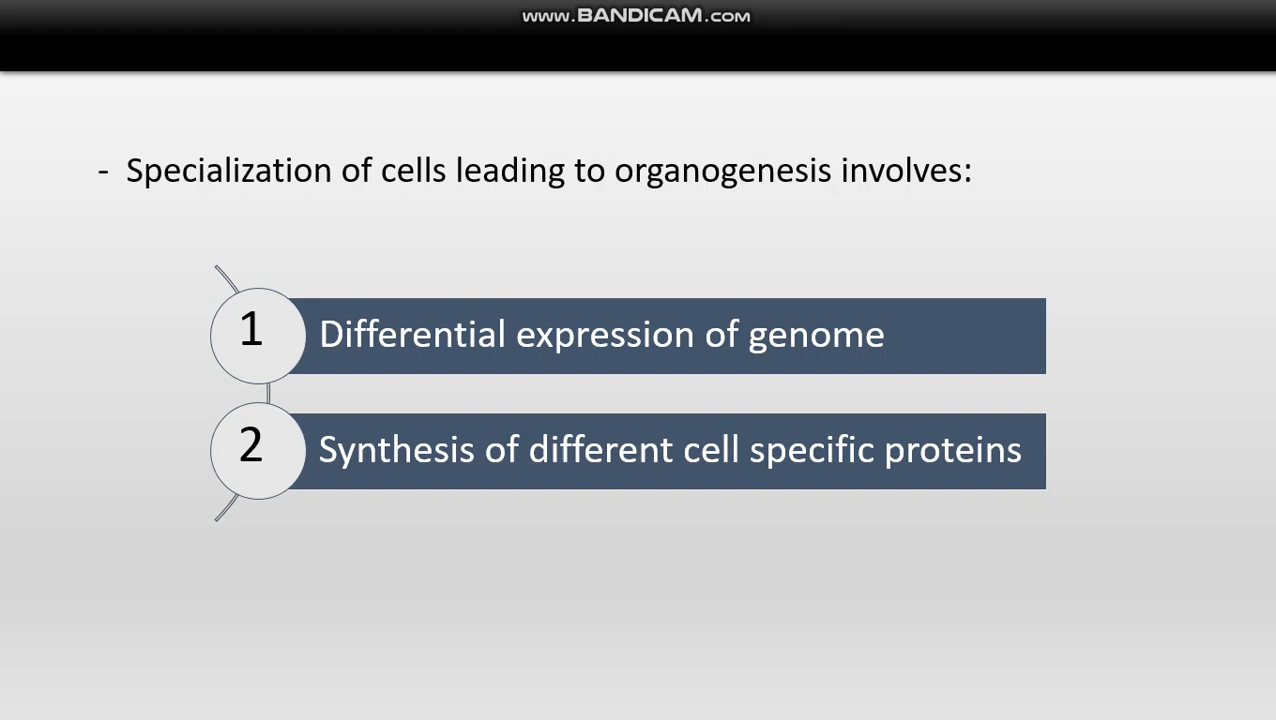 www.BANDICAM.com
- Specialization of cells leading to organogenesis involves:
1 Differential expression of genome
2 Synthesis of different cell specific proteins